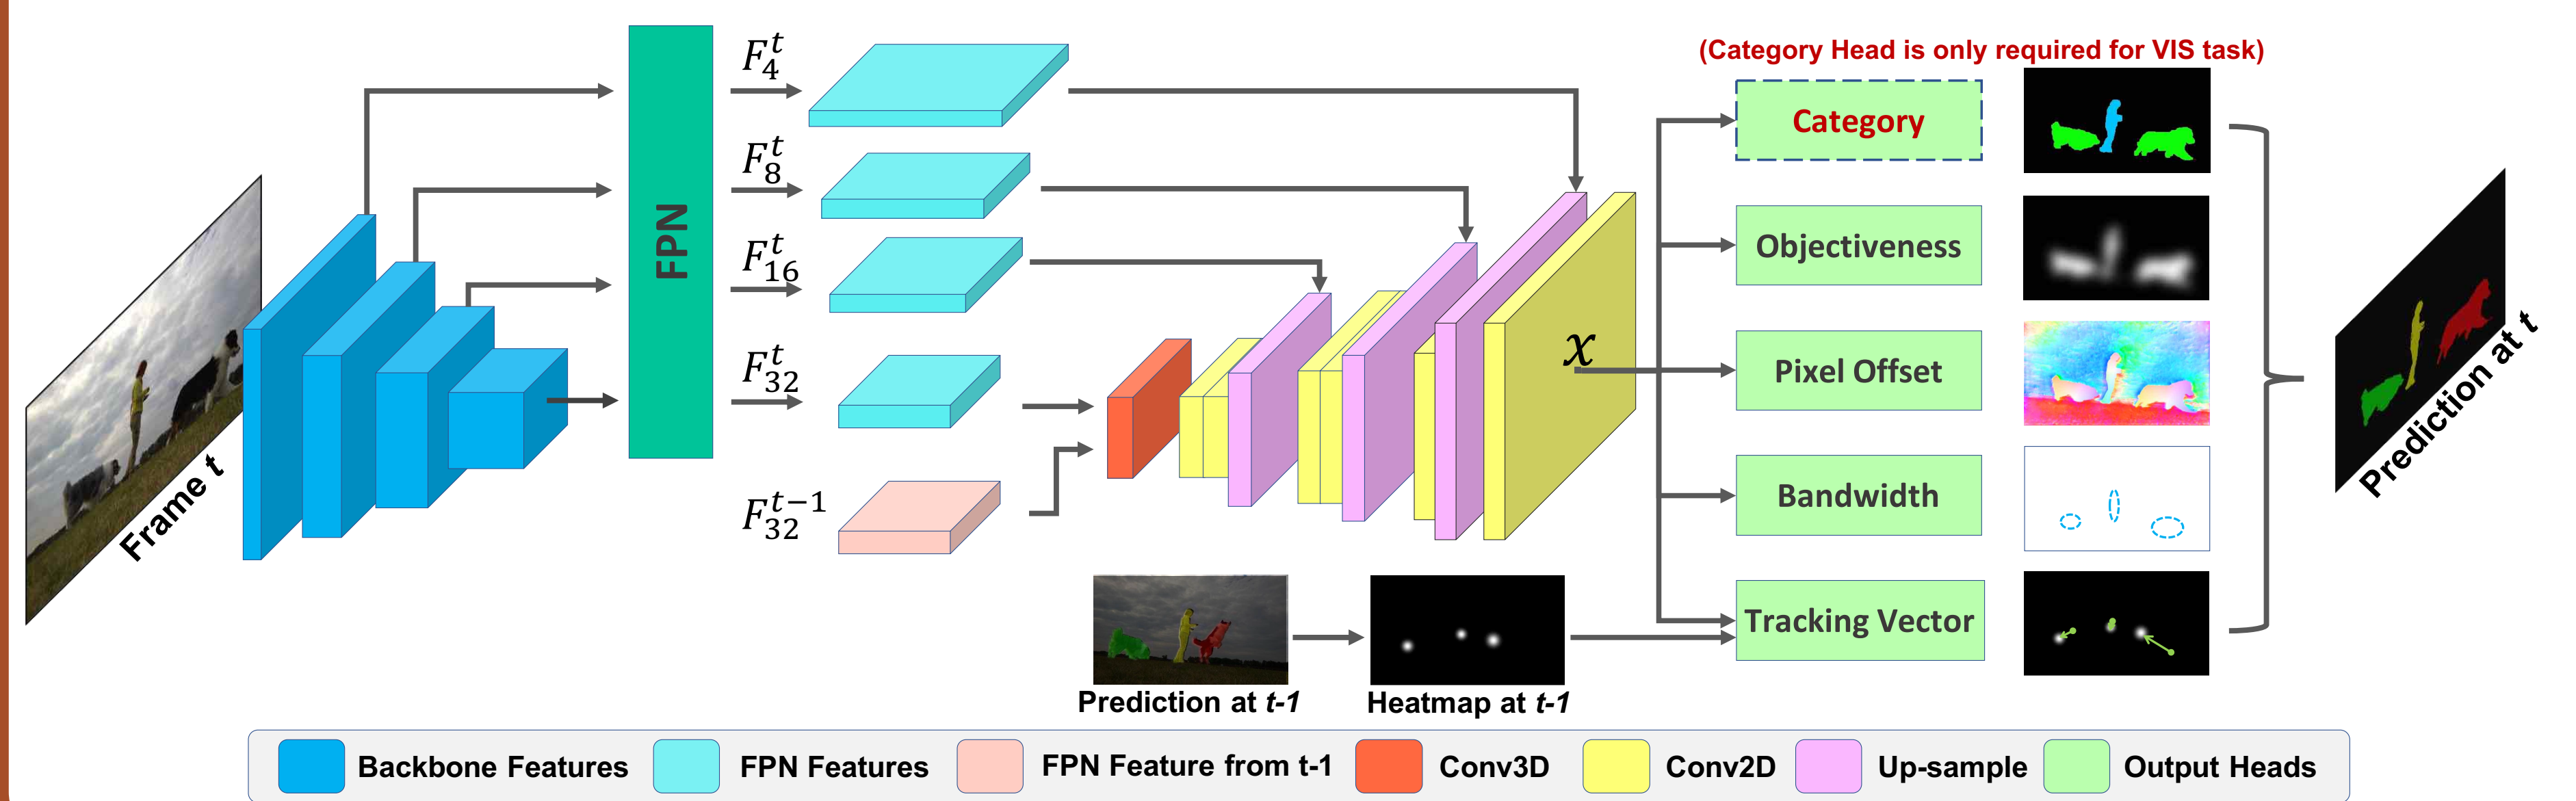 (Category Head is only required for VIS task)
Frame t
FPN
F_4^t
F_8^t
F_16^t
F_32^t
F_32^{t−1}
x
Category
Objectiveness
Pixel Offset
Bandwidth
Tracking Vector
Prediction at t-1
Heatmap at t-1
Prediction at t
Backbone Features
FPN Features
FPN Feature from t-1
Conv3D
Conv2D
Up-sample
Output Heads